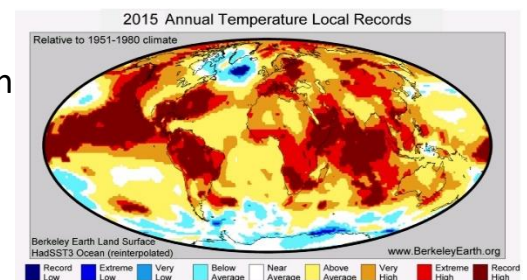 2015 Annual Temperature Local Records
Relative to 1951-1980 climate
Berkeley Earth Land Surface
HadSST3 Ocean (reinterpolated)
www.BerkeleyEarth.org
Record Low
Extreme Low
Very Low
Below Average
Near Average
Above Average
Very High
Extreme High
Record High